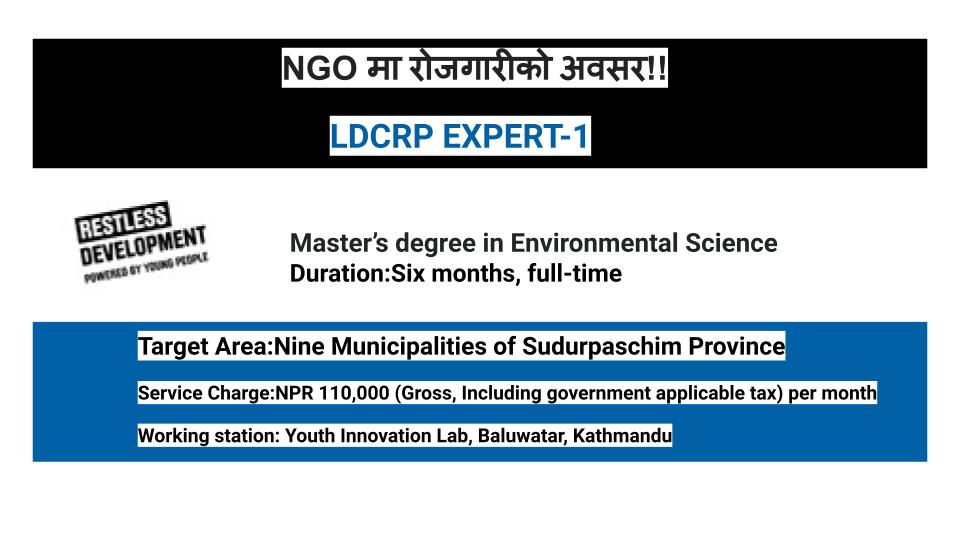 NGO मा रोजगारीको अवसर!!
LDCRP EXPERT-1
RESTLESS
DEVELOPMENT
POWERED BY YOUNG PEOPLE
Master’s degree in Environmental Science
Duration:Six months, full-time
Target Area:Nine Municipalities of Sudurpaschim Province
Service Charge:NPR 110,000 (Gross, Including government applicable tax) per month
Working station: Youth Innovation Lab, Baluwatar, Kathmandu